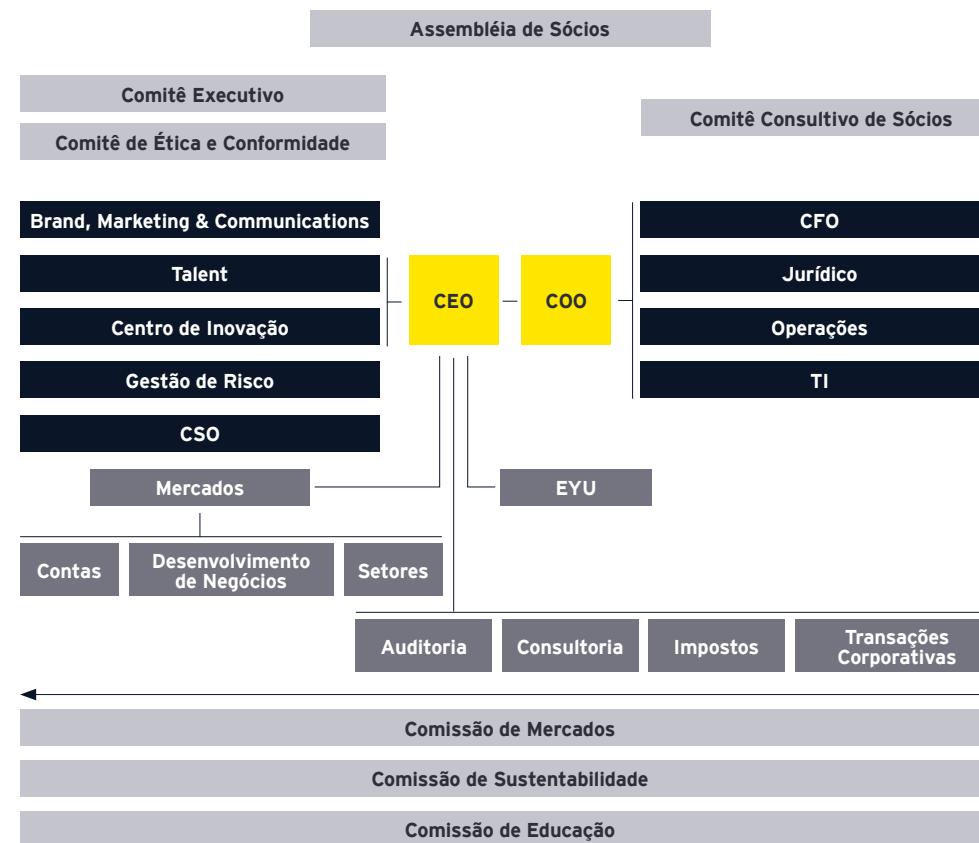 Assembléia de Sócios
Comitê Executivo
Comitê Consultivo de Sócios
Comitê de Ética e Conformidade
Brand, Marketing & Communications
CFO
Talent
CEO
COO
Jurídico
Centro de Inovação
Operações
Gestão de Risco
TI
CSO
Mercados
EYU
Contas
Desenvolvimento
de Negócios
Setores
Auditoria
Consultoria
Impostos
Transações
Corporativas
Comissão de Mercados
Comissão de Sustentabilidade
Comissão de Educação